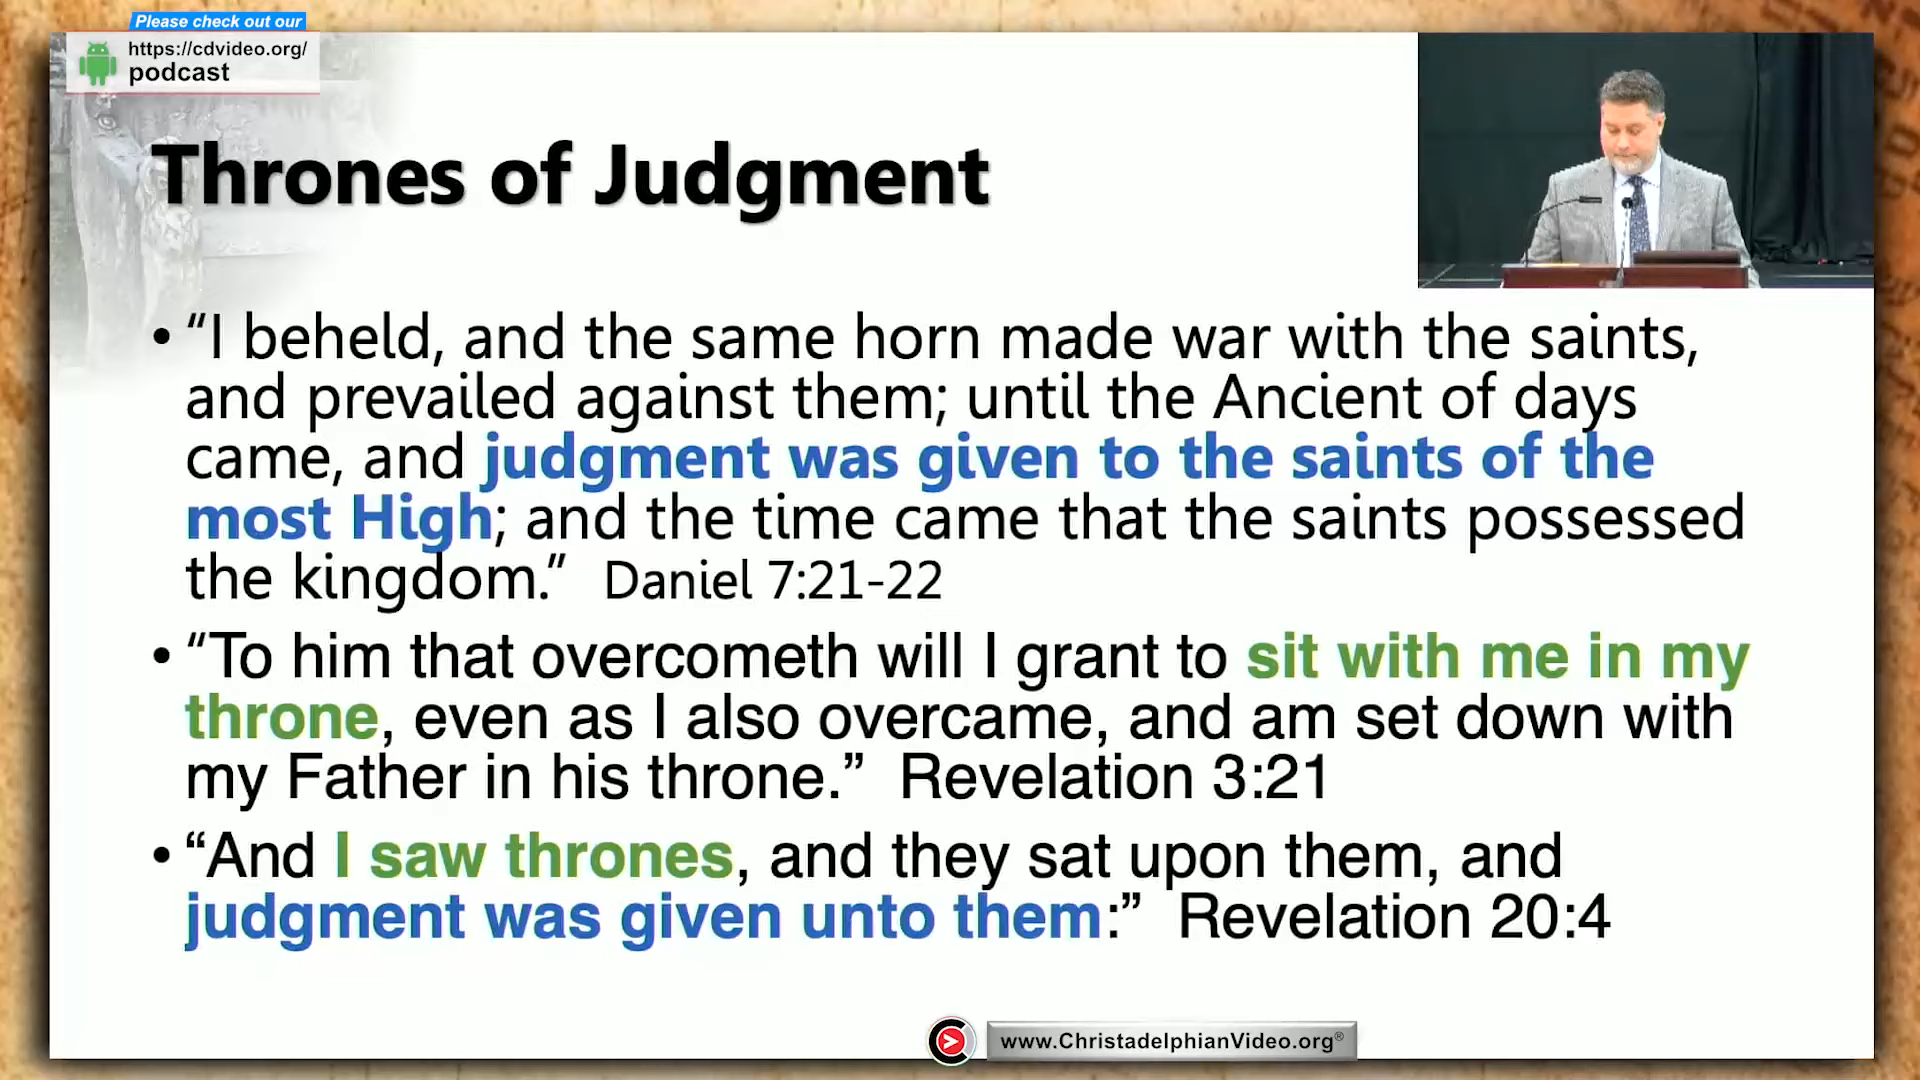 Please check out our
https://cdvideo.org/
podcast
Thrones of Judgment
• “I beheld, and the same horn made war with the saints,
and prevailed against them; until the Ancient of days
came, and judgment was given to the saints of the
most High; and the time came that the saints possessed
the kingdom.” Daniel 7:21-22
• “To him that overcometh will I grant to sit with me in my
throne, even as I also overcame, and am set down with
my Father in his throne.” Revelation 3:21
• “And I saw thrones, and they sat upon them, and
judgment was given unto them:” Revelation 20:4
www.ChristadelphianVideo.org®